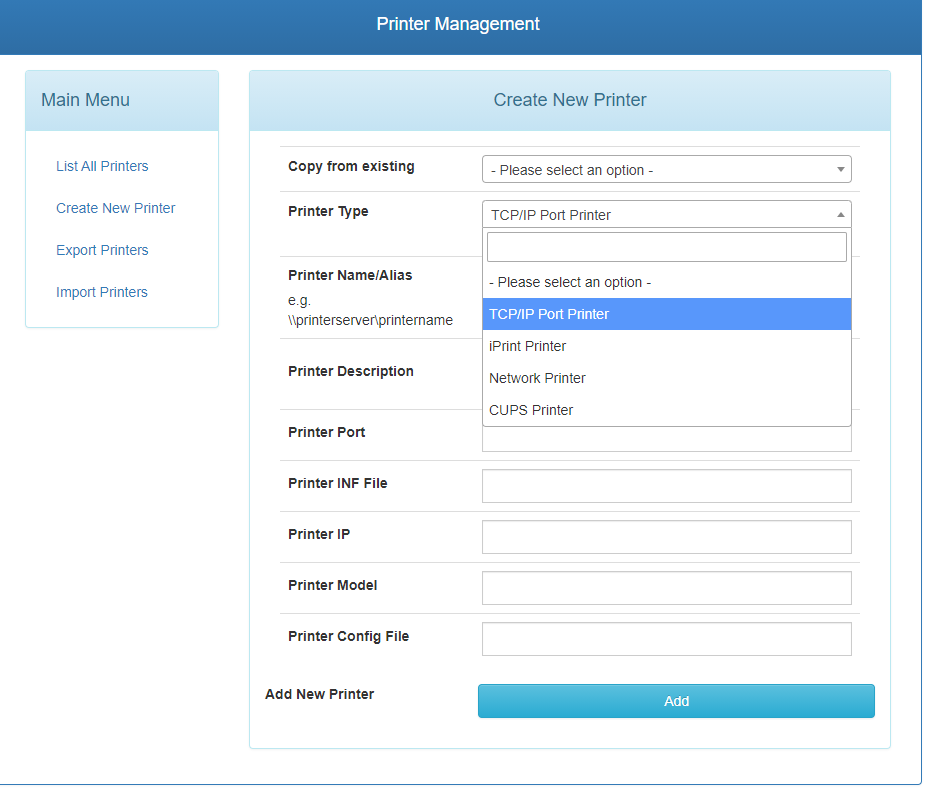 Printer Management
Main Menu
List All Printers
Create New Printer
Export Printers
Import Printers
Create New Printer
Copy from existing
- Please select an option -
Printer Type
TCP/IP Port Printer
- Please select an option -
TCP/IP Port Printer
iPrint Printer
Network Printer
CUPS Printer
Printer Name/Alias
e.g.
\\printerserver\printername
Printer Description
Printer Port
Printer INF File
Printer IP
Printer Model
Printer Config File
Add New Printer
Add